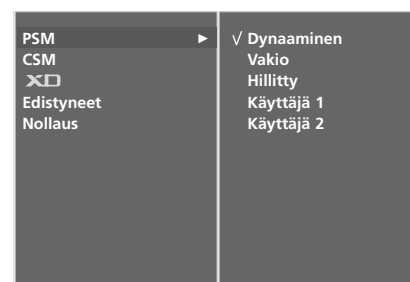 PSM ►
CSM
XD
Edistyneet
Nollaus
√ Dynaaminen
Vakio
Hillitty
Käyttäjä 1
Käyttäjä 2